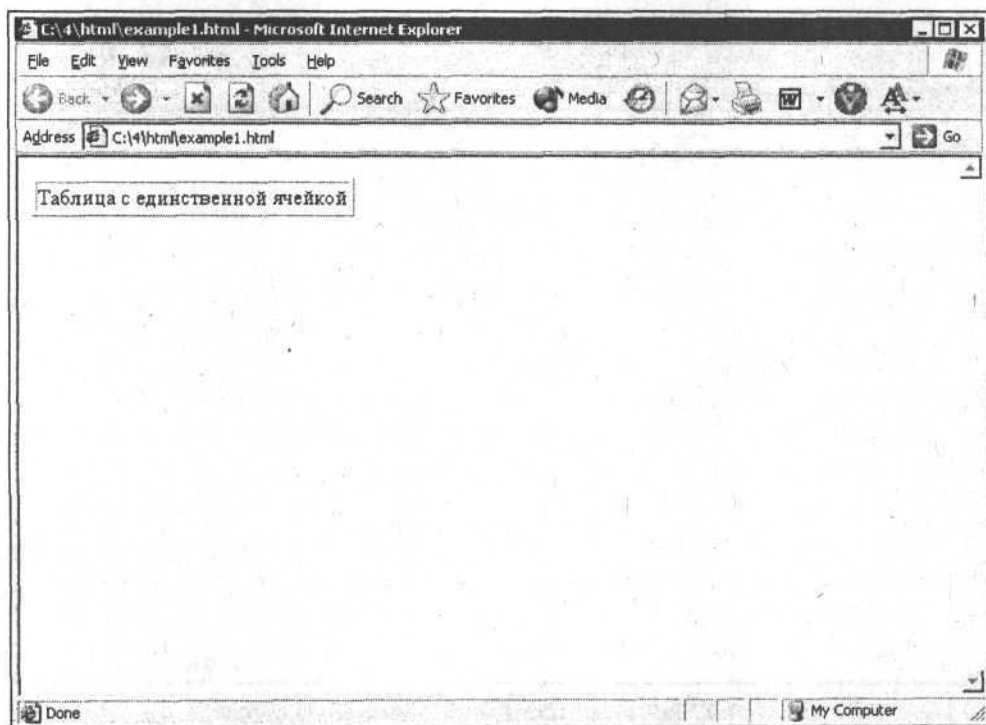 C:\4\html\example1.html - Microsoft Internet Explorer
File Edit View Favorites Tools Help
Back Search Favorites Media
Address C:\4\html\example1.html Go
Таблица с единственной ячейкой
Done My Computer